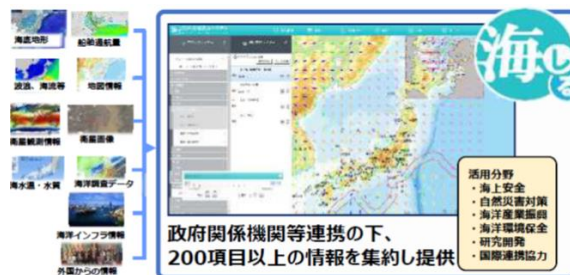 海底地形
船舶通航量
波浪、海流等
地図情報
衛星観測情報
衛星画像
海水温・水質
海洋調査データ
海洋インフラ情報
外国からの情報
海しる
政府関係機関等連携の下、
200項目以上の情報を集約し提供
活用分野
・海上安全
・自然災害対策
・海洋産業振興
・海洋環境保全
・研究開発
・国際連携協力